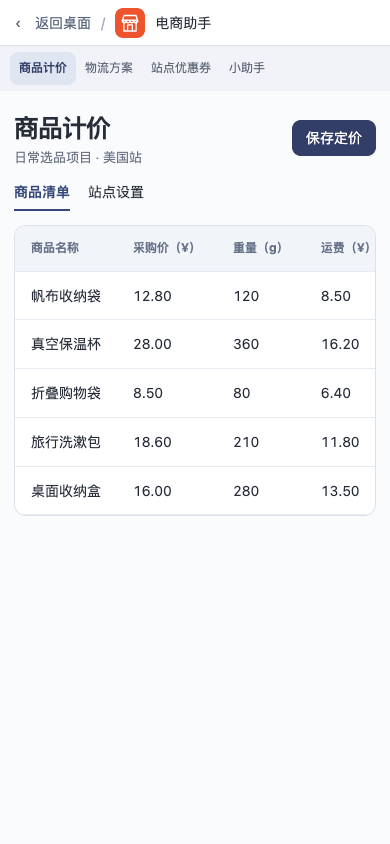 ‹ 返回桌面 / 电商助手
商品计价 物流方案 站点优惠券 小助手
商品计价
日常选品项目 · 美国站
保存定价
商品清单 站点设置
商品名称 采购价（¥） 重量（g） 运费（¥）
帆布收纳袋 12.80 120 8.50
真空保温杯 28.00 360 16.20
折叠购物袋 8.50 80 6.40
旅行洗漱包 18.60 210 11.80
桌面收纳盒 16.00 280 13.50